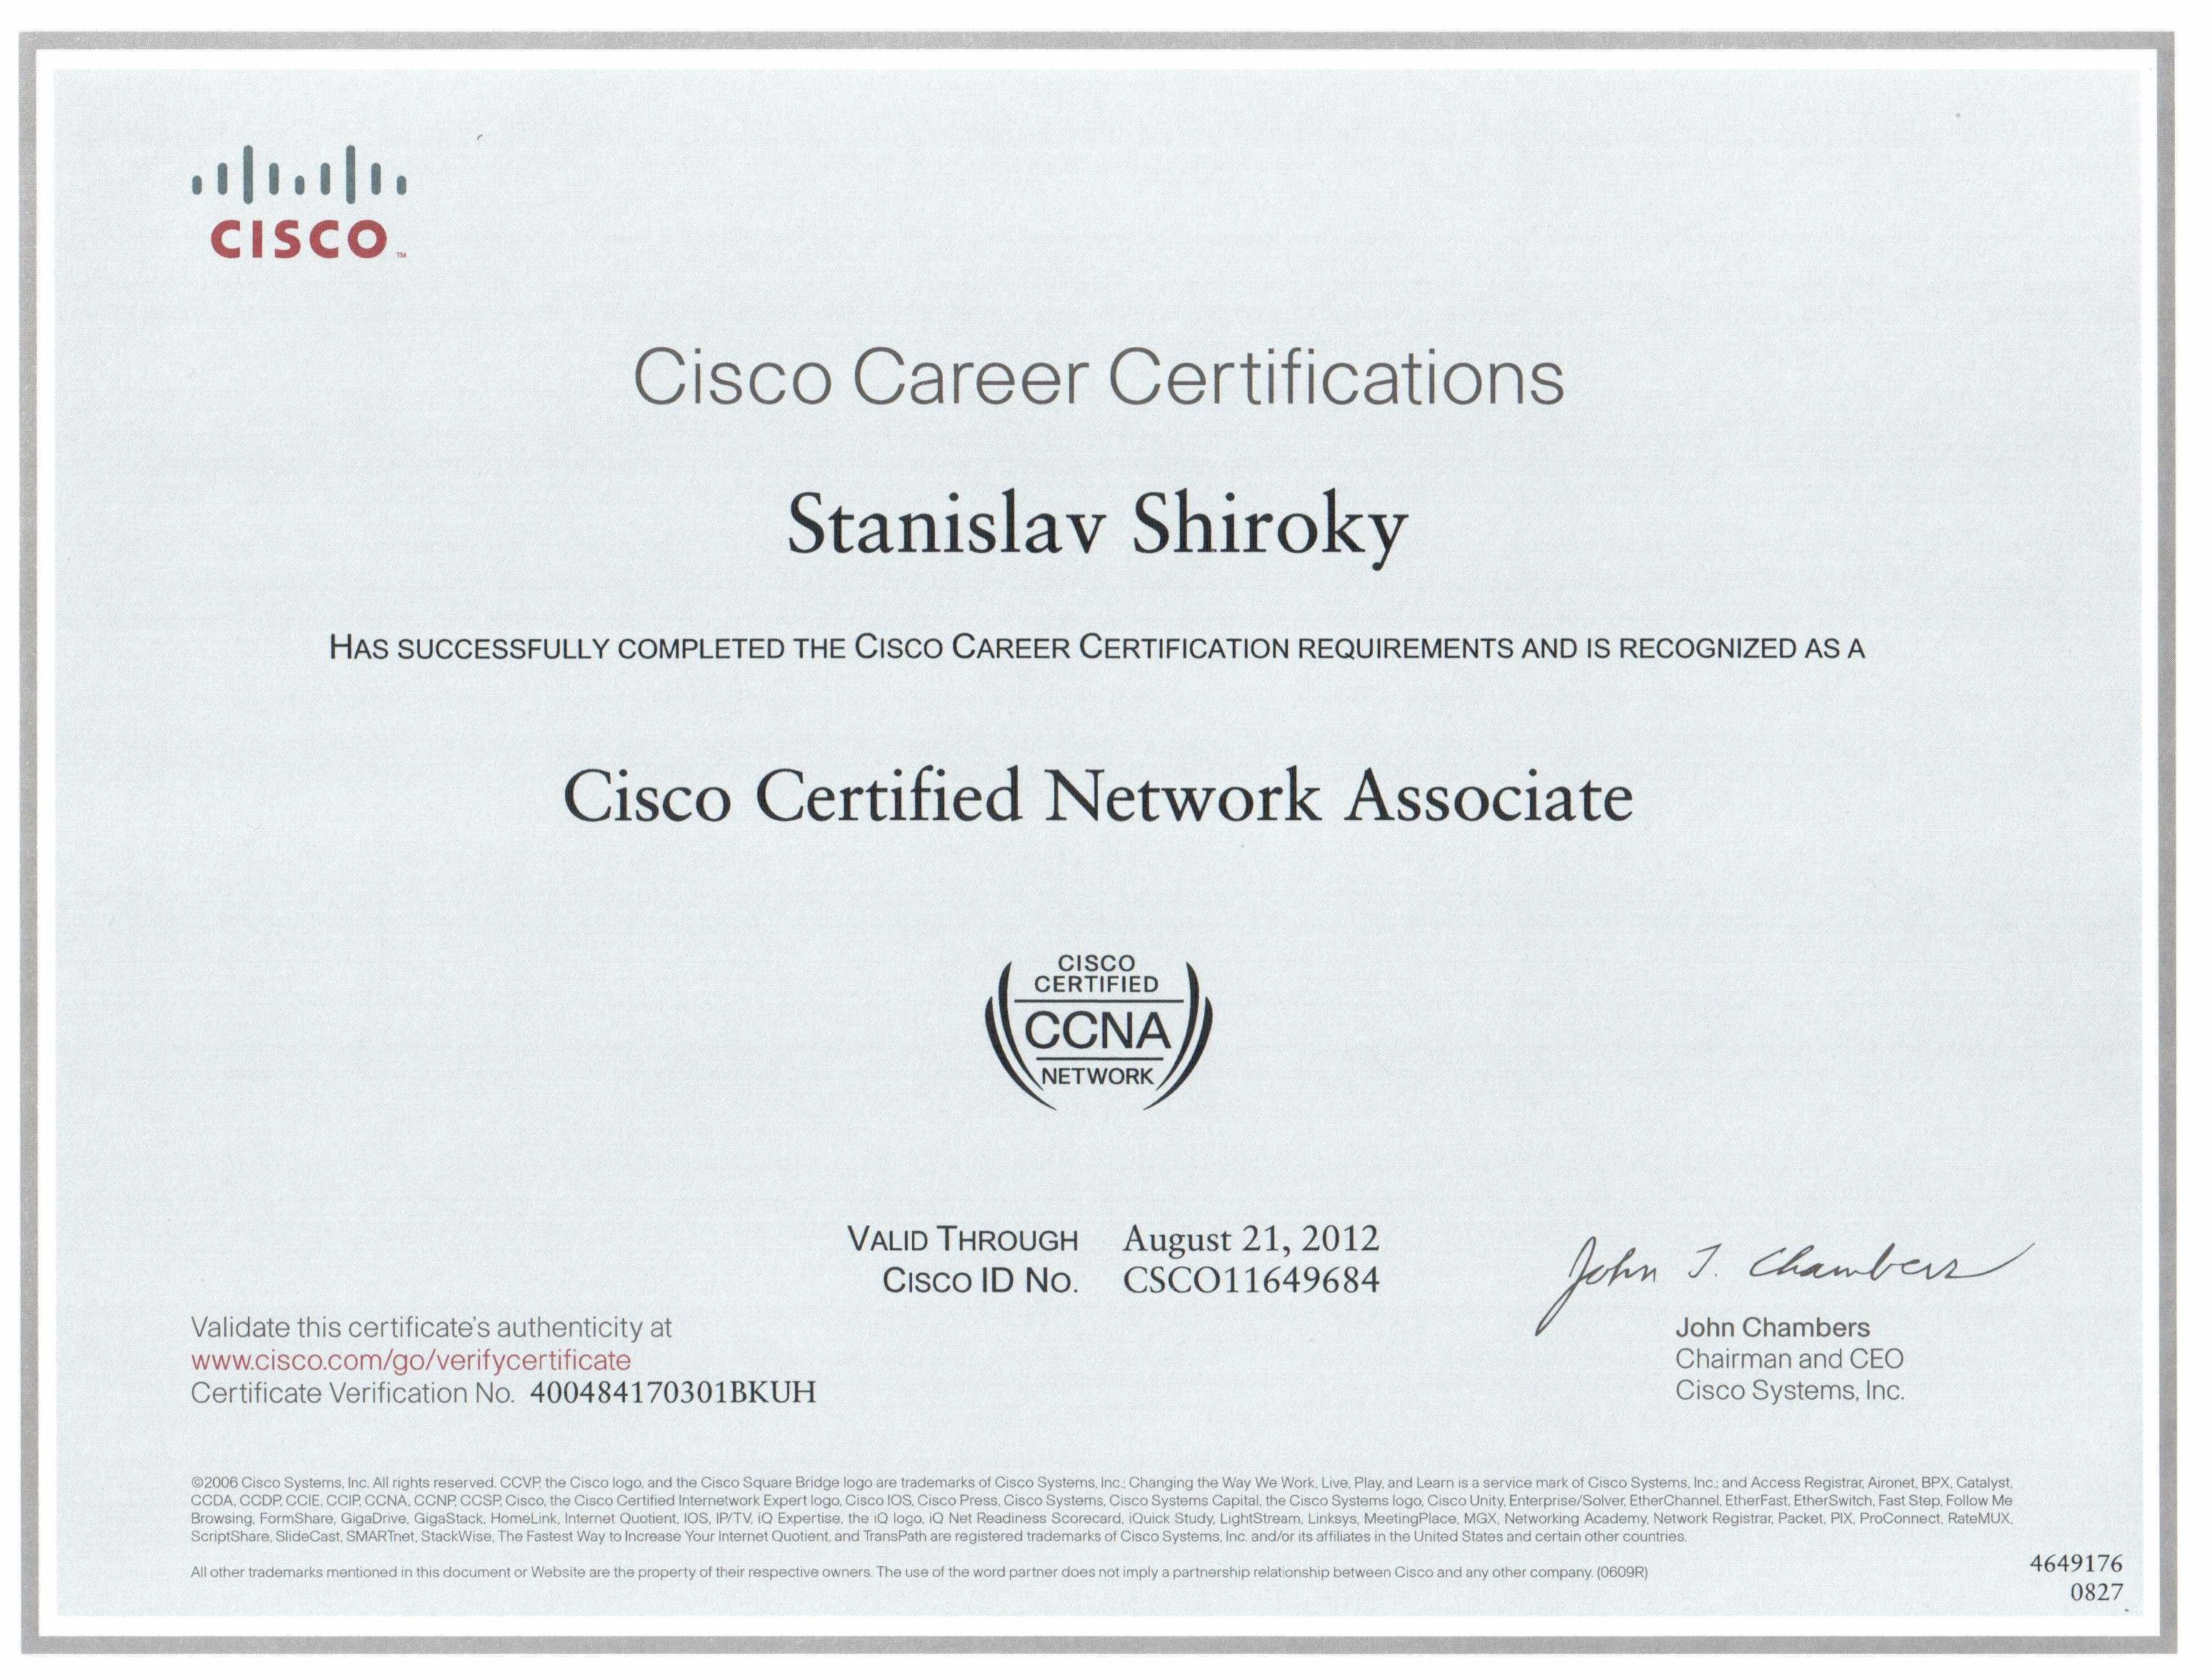 CISCO™
Cisco Career Certifications
Stanislav Shiroky
HAS SUCCESSFULLY COMPLETED THE CISCO CAREER CERTIFICATION REQUIREMENTS AND IS RECOGNIZED AS A
Cisco Certified Network Associate
CISCO
CERTIFIED
CCNA
NETWORK
VALID THROUGH August 21, 2012
CISCO ID NO. CSCO11649684
John T. Chambers
Validate this certificate's authenticity at
www.cisco.com/go/verifycertificate
Certificate Verification No. 400484170301BKUH
John Chambers
Chairman and CEO
Cisco Systems, Inc.
©2006 Cisco Systems, Inc. All rights reserved. CCVP, the Cisco logo, and the Cisco Square Bridge logo are trademarks of Cisco Systems, Inc.; Changing the Way We Work, Live, Play, and Learn is a service mark of Cisco Systems, Inc.; and Access Registrar, Aironet, BPX, Catalyst,
CCDA, CCDP, CCIE, CCIP, CCNA, CCNP, CCSP, Cisco, the Cisco Certified Internetwork Expert logo, Cisco IOS, Cisco Press, Cisco Systems, Cisco Systems Capital, the Cisco Systems logo, Cisco Unity, Enterprise/Solver, EtherChannel, EtherFast, EtherSwitch, Fast Step, Follow Me
Browsing, FormShare, GigaDrive, GigaStack, HomeLink, Internet Quotient, IOS, IP/TV, iQ Expertise, the iQ logo, iQ Net Readiness Scorecard, iQuick Study, LightStream, Linksys, MeetingPlace, MGX, Networking Academy, Network Registrar, Packet, PIX, ProConnect, RateMUX,
ScriptShare, SlideCast, SMARTnet, StackWise, The Fastest Way to Increase Your Internet Quotient, and TransPath are registered trademarks of Cisco Systems, Inc. and/or its affiliates in the United States and certain other countries.
All other trademarks mentioned in this document or Website are the property of their respective owners. The use of the word partner does not imply a partnership relationship between Cisco and any other company. (0609R)
4649176
0827